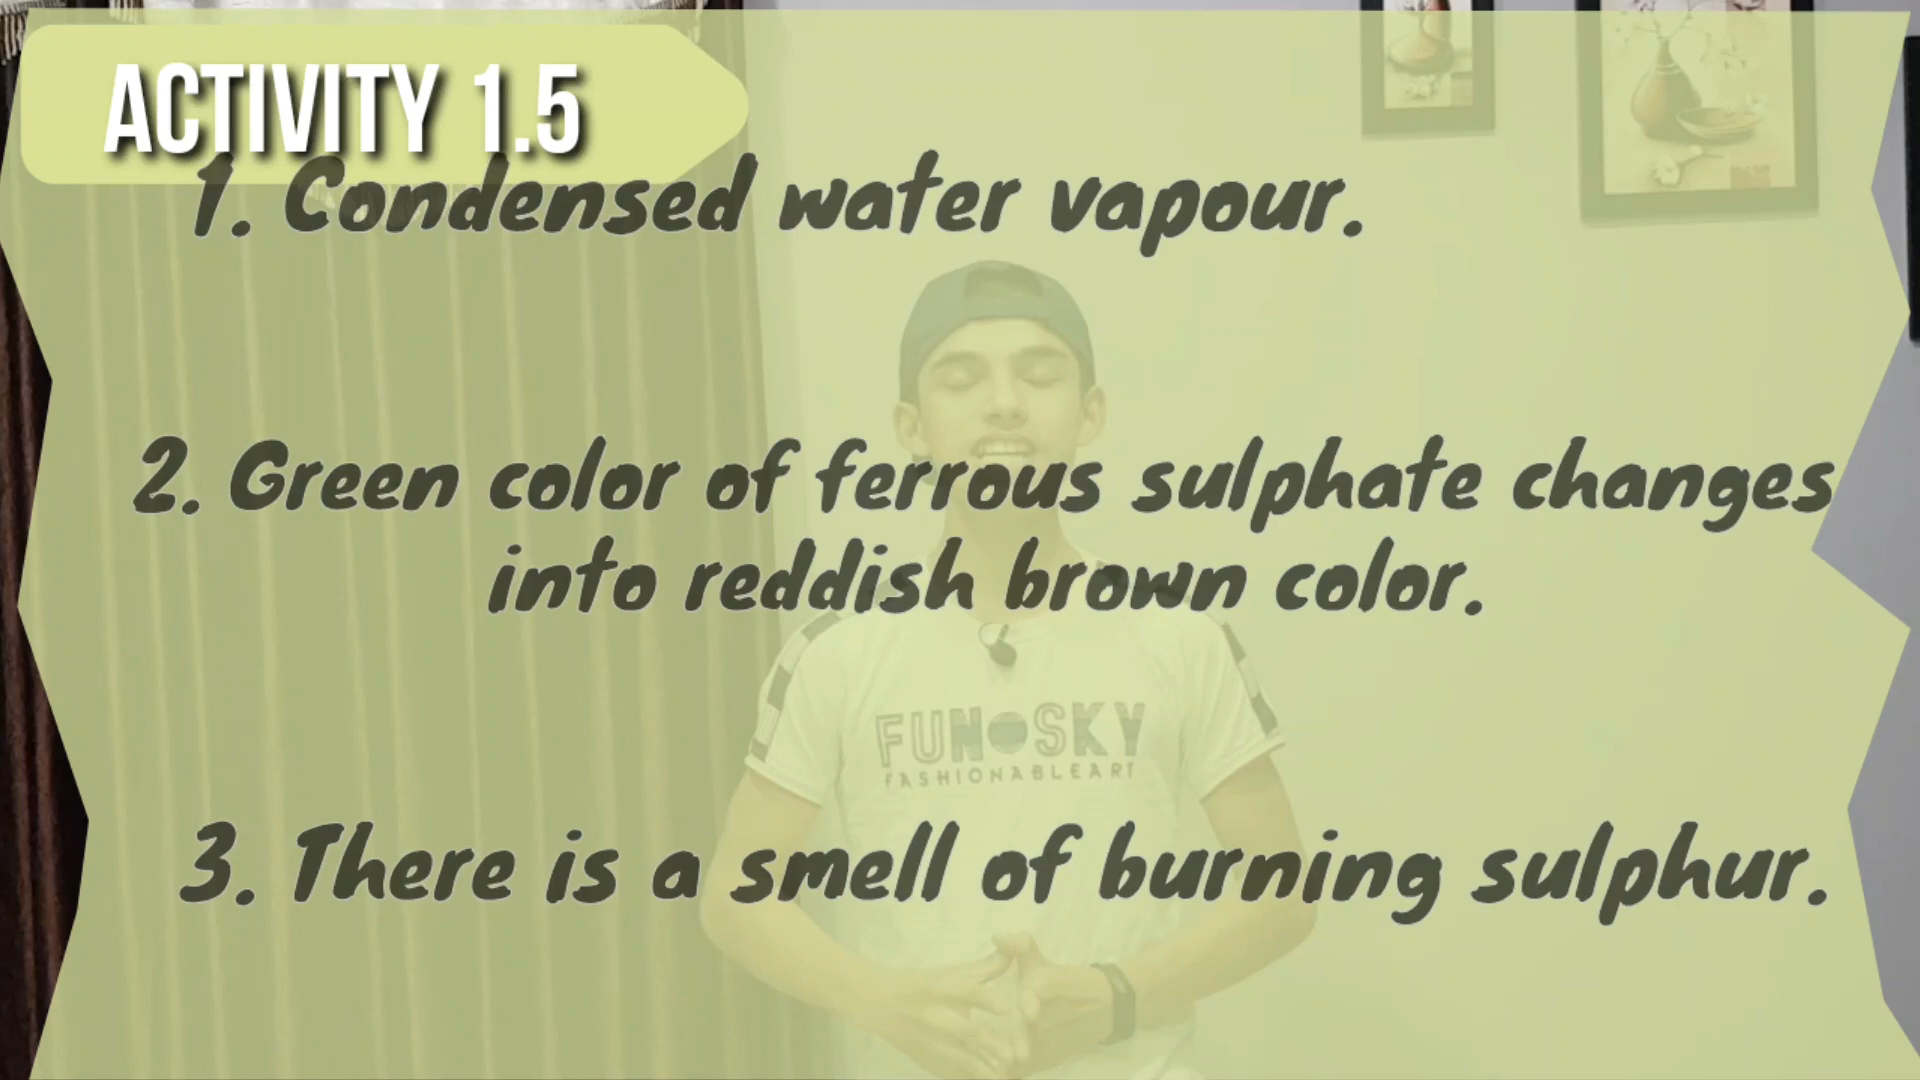 ACTIVITY 1.5
1. Condensed water vapour.
2. Green color of ferrous sulphate changes
into reddish brown color.
FUN SKY
FASHIONABLEART
3. There is a smell of burning sulphur.